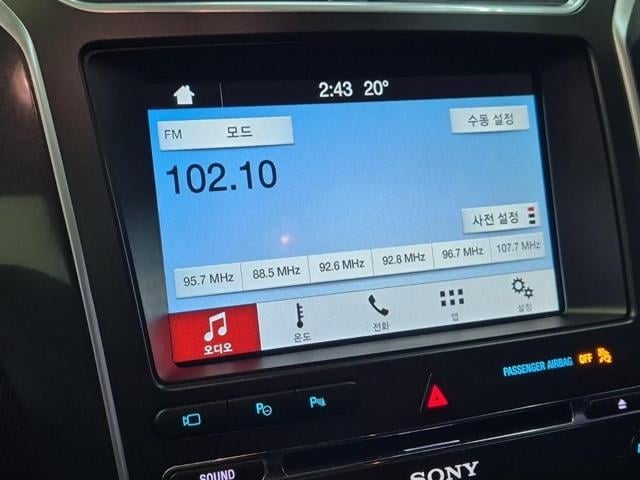 2:43 20°
FM 모드
수동 설정
102.10
사전 설정
95.7 MHz 88.5 MHz 92.6 MHz 92.8 MHz 96.7 MHz 107.7 MHz
오디오 온도 전화 앱 설정
PASSENGER AIRBAG OFF
P P
SOUND
SONY